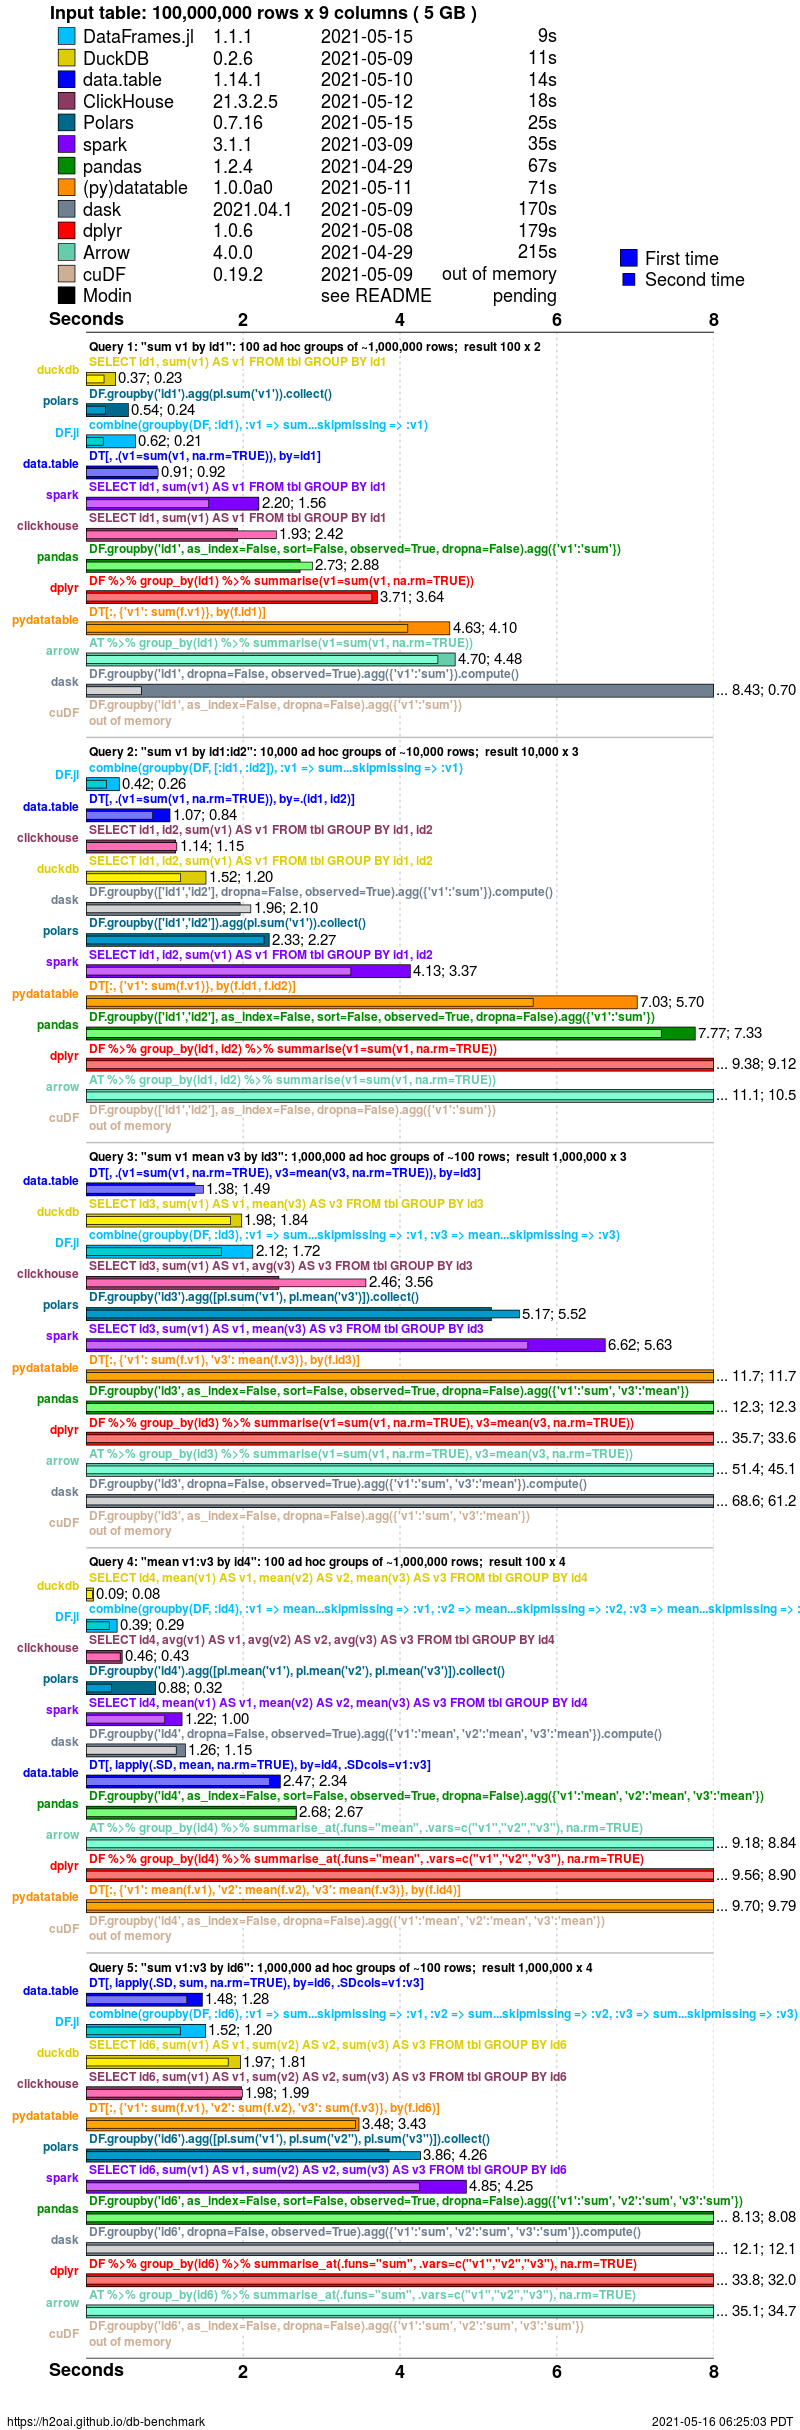 Input table: 100,000,000 rows x 9 columns ( 5 GB )
DataFrames.jl 1.1.1 2021-05-15 9s
DuckDB 0.2.6 2021-05-09 11s
data.table 1.14.1 2021-05-10 14s
ClickHouse 21.3.2.5 2021-05-12 18s
Polars 0.7.16 2021-05-15 25s
spark 3.1.1 2021-03-09 35s
pandas 1.2.4 2021-04-29 67s
(py)datatable 1.0.0a0 2021-05-11 71s
dask 2021.04.1 2021-05-09 170s
dplyr 1.0.6 2021-05-08 179s
Arrow 4.0.0 2021-04-29 215s
First time
cuDF 0.19.2 2021-05-09 out of memory
Second time
Modin see README pending
Seconds 2 4 6 8
Query 1: "sum v1 by id1": 100 ad hoc groups of ~1,000,000 rows; result 100 x 2
SELECT id1, sum(v1) AS v1 FROM tbl GROUP BY id1
duckdb 0.37; 0.23
DF.groupby('id1').agg(pl.sum('v1')).collect()
polars 0.54; 0.24
combine(groupby(DF, :id1), :v1 => sum...skipmissing => :v1)
DF.jl 0.62; 0.21
DT[, .(v1=sum(v1, na.rm=TRUE)), by=id1]
data.table 0.91; 0.92
SELECT id1, sum(v1) AS v1 FROM tbl GROUP BY id1
spark 2.20; 1.56
SELECT id1, sum(v1) AS v1 FROM tbl GROUP BY id1
clickhouse 1.93; 2.42
DF.groupby('id1', as_index=False, sort=False, observed=True, dropna=False).agg({'v1':'sum'})
pandas 2.73; 2.88
DF %>% group_by(id1) %>% summarise(v1=sum(v1, na.rm=TRUE))
dplyr 3.71; 3.64
DT[:, {'v1': sum(f.v1)}, by(f.id1)]
pydatatable 4.63; 4.10
AT %>% group_by(id1) %>% summarise(v1=sum(v1, na.rm=TRUE))
arrow 4.70; 4.48
DF.groupby('id1', dropna=False, observed=True).agg({'v1':'sum'}).compute()
dask ... 8.43; 0.70
DF.groupby('id1', as_index=False, dropna=False).agg({'v1':'sum'})
cuDF out of memory
Query 2: "sum v1 by id1:id2": 10,000 ad hoc groups of ~10,000 rows; result 10,000 x 3
combine(groupby(DF, [:id1, :id2]), :v1 => sum...skipmissing => :v1)
DF.jl 0.42; 0.26
DT[, .(v1=sum(v1, na.rm=TRUE)), by=.(id1, id2)]
data.table 1.07; 0.84
SELECT id1, id2, sum(v1) AS v1 FROM tbl GROUP BY id1, id2
clickhouse 1.14; 1.15
SELECT id1, id2, sum(v1) AS v1 FROM tbl GROUP BY id1, id2
duckdb 1.52; 1.20
DF.groupby(['id1','id2'], dropna=False, observed=True).agg({'v1':'sum'}).compute()
dask 1.96; 2.10
DF.groupby(['id1','id2']).agg(pl.sum('v1')).collect()
polars 2.33; 2.27
SELECT id1, id2, sum(v1) AS v1 FROM tbl GROUP BY id1, id2
spark 4.13; 3.37
DT[:, {'v1': sum(f.v1)}, by(f.id1, f.id2)]
pydatatable 7.03; 5.70
DF.groupby(['id1','id2'], as_index=False, sort=False, observed=True, dropna=False).agg({'v1':'sum'})
pandas 7.77; 7.33
DF %>% group_by(id1, id2) %>% summarise(v1=sum(v1, na.rm=TRUE))
dplyr ... 9.38; 9.12
AT %>% group_by(id1, id2) %>% summarise(v1=sum(v1, na.rm=TRUE))
arrow ... 11.1; 10.5
DF.groupby(['id1','id2'], as_index=False, dropna=False).agg({'v1':'sum'})
cuDF out of memory
Query 3: "sum v1 mean v3 by id3": 1,000,000 ad hoc groups of ~100 rows; result 1,000,000 x 3
DT[, .(v1=sum(v1, na.rm=TRUE), v3=mean(v3, na.rm=TRUE)), by=id3]
data.table 1.38; 1.49
SELECT id3, sum(v1) AS v1, mean(v3) AS v3 FROM tbl GROUP BY id3
duckdb 1.98; 1.84
combine(groupby(DF, :id3), :v1 => sum...skipmissing => :v1, :v3 => mean...skipmissing => :v3)
DF.jl 2.12; 1.72
SELECT id3, sum(v1) AS v1, avg(v3) AS v3 FROM tbl GROUP BY id3
clickhouse 2.46; 3.56
DF.groupby('id3').agg([pl.sum('v1'), pl.mean('v3')]).collect()
polars 5.17; 5.52
SELECT id3, sum(v1) AS v1, mean(v3) AS v3 FROM tbl GROUP BY id3
spark 6.62; 5.63
DT[:, {'v1': sum(f.v1), 'v3': mean(f.v3)}, by(f.id3)]
pydatatable ... 11.7; 11.7
DF.groupby('id3', as_index=False, sort=False, observed=True, dropna=False).agg({'v1':'sum', 'v3':'mean'})
pandas ... 12.3; 12.3
DF %>% group_by(id3) %>% summarise(v1=sum(v1, na.rm=TRUE), v3=mean(v3, na.rm=TRUE))
dplyr ... 35.7; 33.6
AT %>% group_by(id3) %>% summarise(v1=sum(v1, na.rm=TRUE), v3=mean(v3, na.rm=TRUE))
arrow ... 51.4; 45.1
DF.groupby('id3', dropna=False, observed=True).agg({'v1':'sum', 'v3':'mean'}).compute()
dask ... 68.6; 61.2
DF.groupby('id3', as_index=False, dropna=False).agg({'v1':'sum', 'v3':'mean'})
cuDF out of memory
Query 4: "mean v1:v3 by id4": 100 ad hoc groups of ~1,000,000 rows; result 100 x 4
SELECT id4, mean(v1) AS v1, mean(v2) AS v2, mean(v3) AS v3 FROM tbl GROUP BY id4
duckdb 0.09; 0.08
combine(groupby(DF, :id4), :v1 => mean...skipmissing => :v1, :v2 => mean...skipmissing => :v2, :v3 => mean...skipmissing => :
DF.jl 0.39; 0.29
SELECT id4, avg(v1) AS v1, avg(v2) AS v2, avg(v3) AS v3 FROM tbl GROUP BY id4
clickhouse 0.46; 0.43
DF.groupby('id4').agg([pl.mean('v1'), pl.mean('v2'), pl.mean('v3')]).collect()
polars 0.88; 0.32
SELECT id4, mean(v1) AS v1, mean(v2) AS v2, mean(v3) AS v3 FROM tbl GROUP BY id4
spark 1.22; 1.00
DF.groupby('id4', dropna=False, observed=True).agg({'v1':'mean', 'v2':'mean', 'v3':'mean'}).compute()
dask 1.26; 1.15
DT[, lapply(.SD, mean, na.rm=TRUE), by=id4, .SDcols=v1:v3]
data.table 2.47; 2.34
DF.groupby('id4', as_index=False, sort=False, observed=True, dropna=False).agg({'v1':'mean', 'v2':'mean', 'v3':'mean'})
pandas 2.68; 2.67
AT %>% group_by(id4) %>% summarise_at(.funs="mean", .vars=c("v1","v2","v3"), na.rm=TRUE)
arrow ... 9.18; 8.84
DF %>% group_by(id4) %>% summarise_at(.funs="mean", .vars=c("v1","v2","v3"), na.rm=TRUE)
dplyr ... 9.56; 8.90
DT[:, {'v1': mean(f.v1), 'v2': mean(f.v2), 'v3': mean(f.v3)}, by(f.id4)]
pydatatable ... 9.70; 9.79
DF.groupby('id4', as_index=False, dropna=False).agg({'v1':'mean', 'v2':'mean', 'v3':'mean'})
cuDF out of memory
Query 5: "sum v1:v3 by id6": 1,000,000 ad hoc groups of ~100 rows; result 1,000,000 x 4
DT[, lapply(.SD, sum, na.rm=TRUE), by=id6, .SDcols=v1:v3]
data.table 1.48; 1.28
combine(groupby(DF, :id6), :v1 => sum...skipmissing => :v1, :v2 => sum...skipmissing => :v2, :v3 => sum...skipmissing => :v3)
DF.jl 1.52; 1.20
SELECT id6, sum(v1) AS v1, sum(v2) AS v2, sum(v3) AS v3 FROM tbl GROUP BY id6
duckdb 1.97; 1.81
SELECT id6, sum(v1) AS v1, sum(v2) AS v2, sum(v3) AS v3 FROM tbl GROUP BY id6
clickhouse 1.98; 1.99
DT[:, {'v1': sum(f.v1), 'v2': sum(f.v2), 'v3': sum(f.v3)}, by(f.id6)]
pydatatable 3.48; 3.43
DF.groupby('id6').agg([pl.sum('v1'), pl.sum('v2"), pl.sum('v3'')]).collect()
polars 3.86; 4.26
SELECT id6, sum(v1) AS v1, sum(v2) AS v2, sum(v3) AS v3 FROM tbl GROUP BY id6
spark 4.85; 4.25
DF.groupby('id6', as_index=False, sort=False, observed=True, dropna=False).agg({'v1':'sum', 'v2':'sum', 'v3':'sum'})
pandas ... 8.13; 8.08
DF.groupby('id6', dropna=False, observed=True).agg({'v1':'sum', 'v2':'sum', 'v3':'sum'}).compute()
dask ... 12.1; 12.1
DF %>% group_by(id6) %>% summarise_at(.funs="sum", .vars=c("v1","v2","v3"), na.rm=TRUE)
dplyr ... 33.8; 32.0
AT %>% group_by(id6) %>% summarise_at(.funs="sum", .vars=c("v1","v2","v3"), na.rm=TRUE)
arrow ... 35.1; 34.7
DF.groupby('id6', as_index=False, dropna=False).agg({'v1':'sum', 'v2':'sum', 'v3':'sum'})
cuDF out of memory
Seconds 2 4 6 8
https://h2oai.github.io/db-benchmark 2021-05-16 06:25:03 PDT